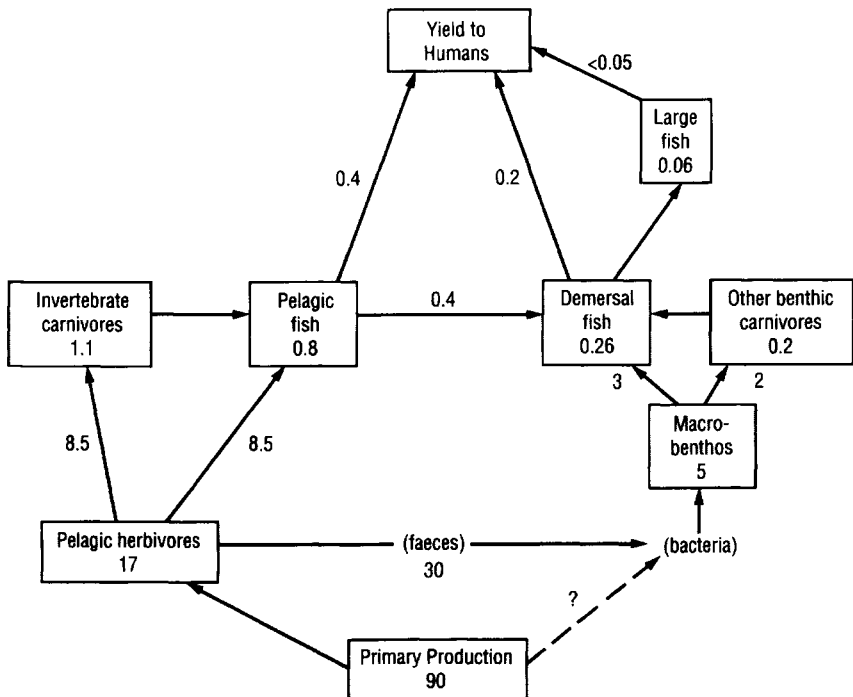 Yield to
Humans
<0.05
Large
fish
0.06
0.4
0.2
Invertebrate
carnivores
1.1
Pelagic
fish
0.8
0.4
Demersal
fish
0.26
Other benthic
carnivores
0.2
3
2
Macro-
benthos
5
8.5
8.5
Pelagic herbivores
17
(faeces)
30
(bacteria)
?
Primary Production
90